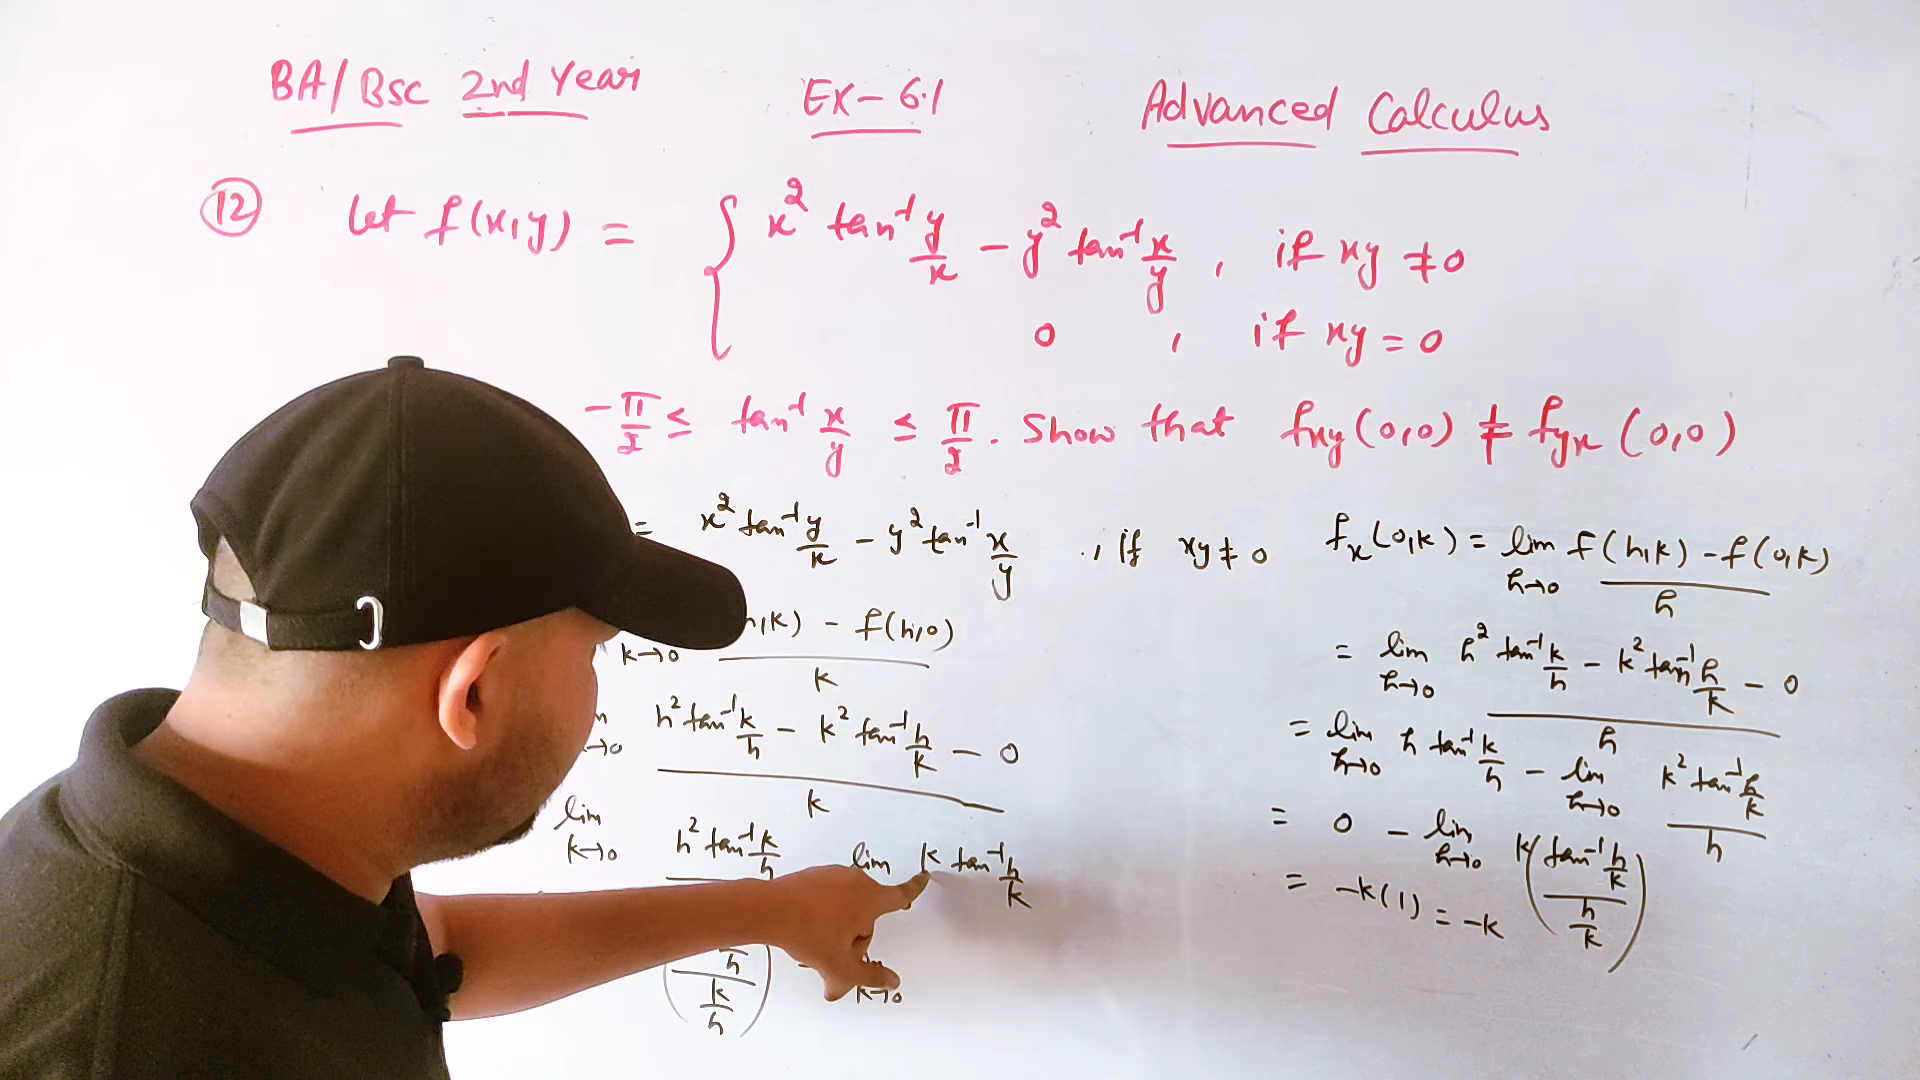 BA/BSc 2nd Year
EX-6.1
Advanced Calculus
12 Let f(x,y) = { x² tan⁻¹ y/x - y² tan⁻¹ x/y , if xy ≠ 0
0 , if xy = 0
-π/2 ≤ tan⁻¹ x/y ≤ π/2 . Show that fxy(0,0) ≠ fyx(0,0)
= x² tan⁻¹ y/x - y² tan⁻¹ x/y , if xy ≠ 0
h,k) - f(h,0)
k→0 k
h² tan⁻¹ k/h - k² tan⁻¹ h/k - 0
→0 k
lim k→0 h² tan⁻¹ k/h lim k tan⁻¹ h/k
h
k/h
k→0
fx(0,k) = lim h→0 f(h,k) - f(0,k) / h
= lim h→0 h² tan⁻¹ k/h - k² tan⁻¹ h/k - 0 / h
= lim h→0 h tan⁻¹ k/h - lim h→0 k² tan⁻¹ h/k / h
= 0 - lim h→0 k (tan⁻¹ h/k / h/k)
= -k(1) = -k